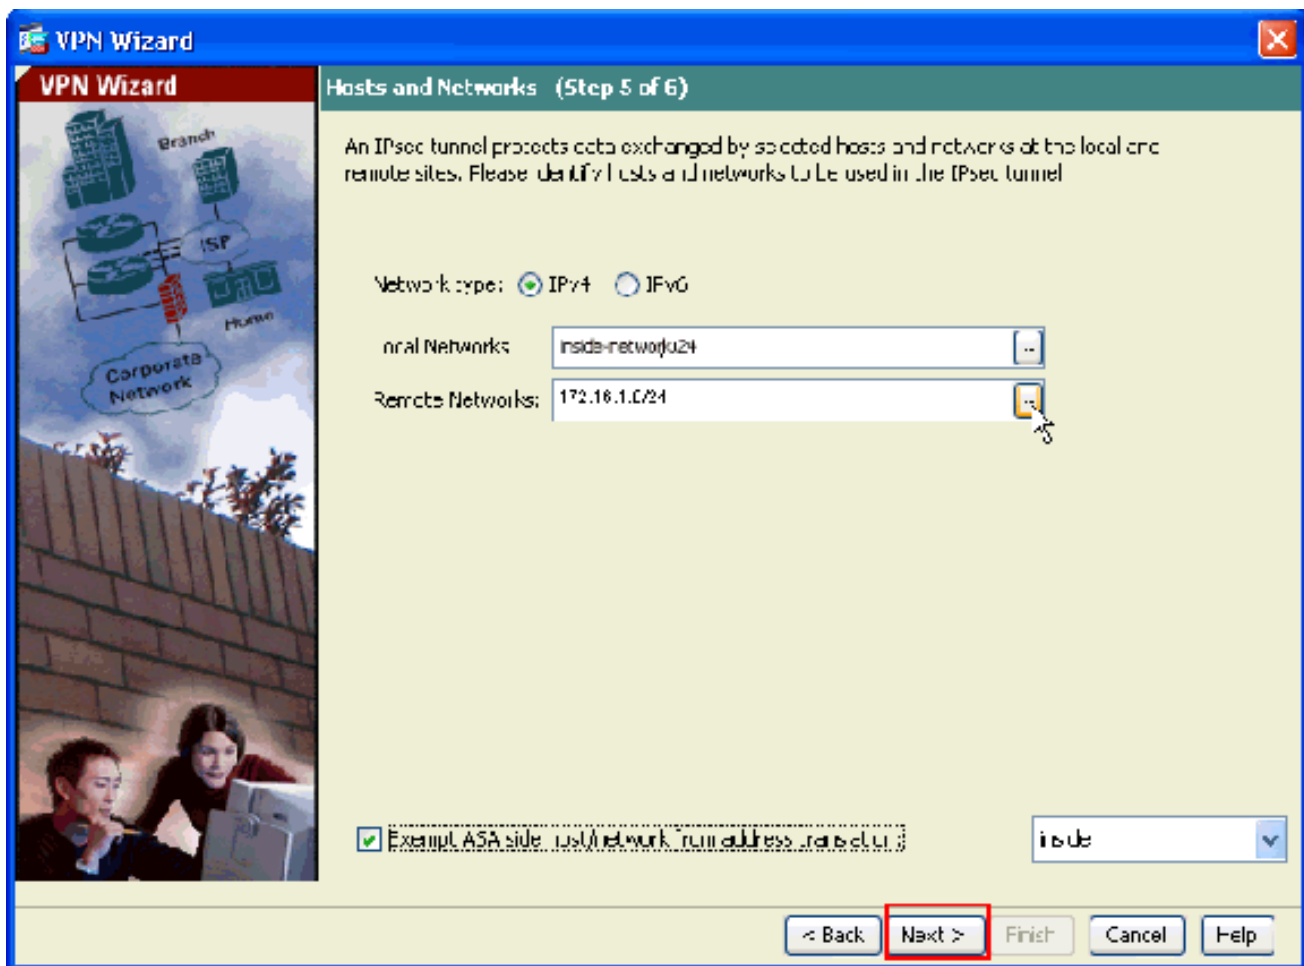 VPN Wizard
VPN Wizard
Branch
ISP
Home
Corporate
Network
Hosts and Networks (Step 5 of 6)
An IPsec tunnel protects data exchanged by selected hosts and networks at the local and
remote sites. Please identify hosts and networks to be used in the IPsec tunnel
Network type: IPv4 IPv6
Local Networks inside-network/24 ...
Remote Networks: 172.16.1.0/24 ...
Exempt ASA side host/network from address translation
inside
< Back Next > Finish Cancel Help